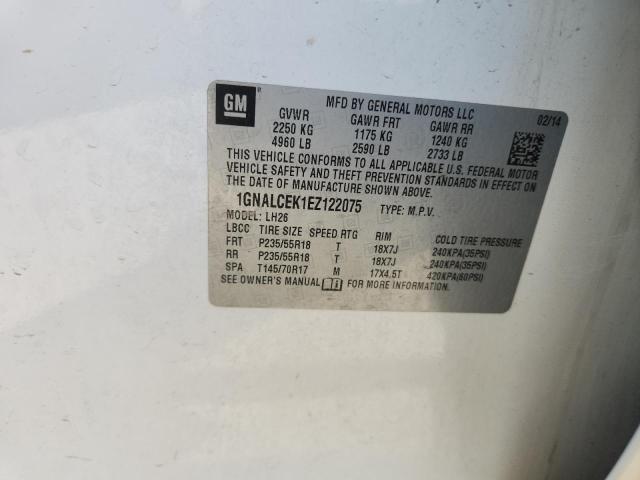 GM
MFD BY GENERAL MOTORS LLC
02/14
GVWR GAWR FRT GAWR RR
2250 KG 1175 KG 1240 KG
4960 LB 2590 LB 2733 LB
THIS VEHICLE CONFORMS TO ALL APPLICABLE U.S. FEDERAL MOTOR
VEHICLE SAFETY AND THEFT PREVENTION STANDARDS IN EFFECT ON
THE DATE OF MANUFACTURE SHOWN ABOVE.
1GNALCEK1EZ122075 TYPE: M.P.V.
MODEL: LH26
LBCC TIRE SIZE SPEED RTG RIM COLD TIRE PRESSURE
FRT P235/55R18 T 18X7J 240KPA(35PSI)
RR P235/55R18 T 18X7J 240KPA(35PSI)
SPA T145/70R17 M 17X4.5T 420KPA(60PSI)
SEE OWNER'S MANUAL FOR MORE INFORMATION.